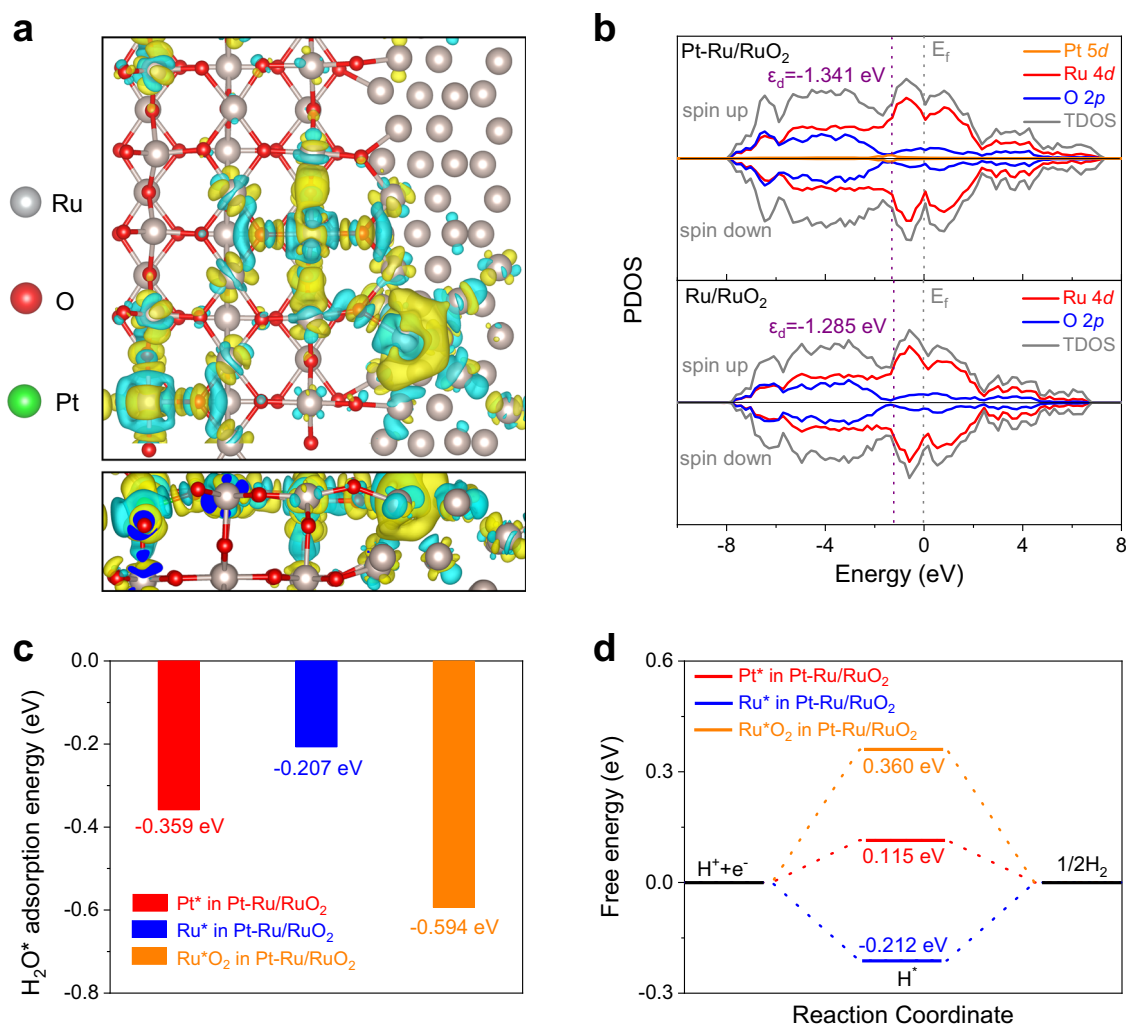 a
Ru
O
Pt
b
Pt-Ru/RuO₂
E_f
Pt 5d
Ru 4d
O 2p
TDOS
ε_d=-1.341 eV
spin up
spin down
Ru/RuO₂
E_f
Ru 4d
O 2p
TDOS
ε_d=-1.285 eV
spin up
spin down
PDOS
-8
-4
0
4
8
Energy (eV)
c
0.0
-0.2
-0.4
-0.6
-0.8
H₂O* adsorption energy (eV)
-0.359 eV
-0.207 eV
-0.594 eV
Pt* in Pt-Ru/RuO₂
Ru* in Pt-Ru/RuO₂
Ru*O₂ in Pt-Ru/RuO₂
d
0.6
0.3
0.0
-0.3
Free energy (eV)
Pt* in Pt-Ru/RuO₂
Ru* in Pt-Ru/RuO₂
Ru*O₂ in Pt-Ru/RuO₂
0.360 eV
0.115 eV
H⁺+e⁻
1/2H₂
-0.212 eV
H*
Reaction Coordinate